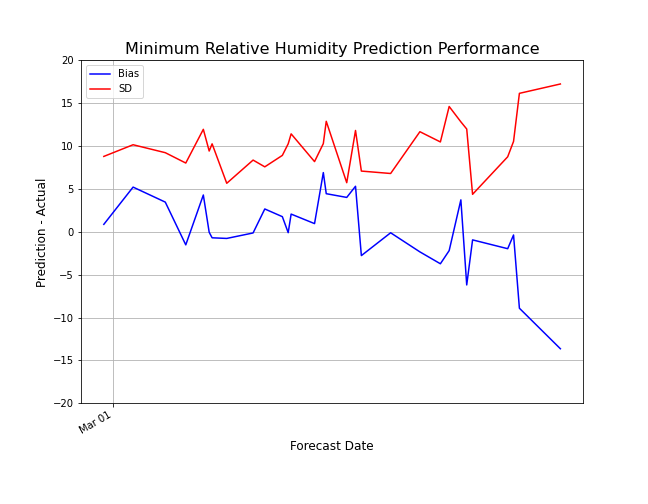 Minimum Relative Humidity Prediction Performance
Bias
SD
20
15
10
5
0
−5
−10
−15
−20
Prediction - Actual
Mar 01
Forecast Date